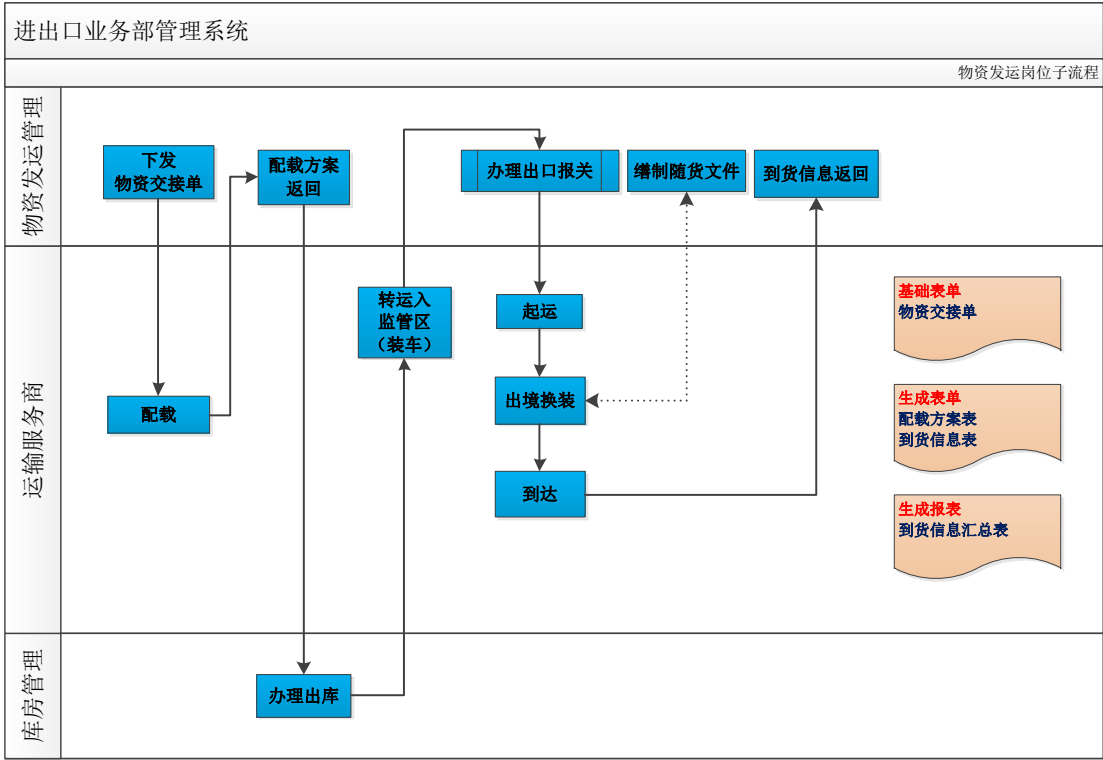 进出口业务部管理系统
物资发运岗位子流程
物资发运管理
下发
物资交接单
配载方案
返回
办理出口报关
缮制随货文件
到货信息返回
运输服务商
配载
转运入
监管区
（装车）
起运
出境换装
到达
基础表单
物资交接单
生成表单
配载方案表
到货信息表
生成报表
到货信息汇总表
库房管理
办理出库